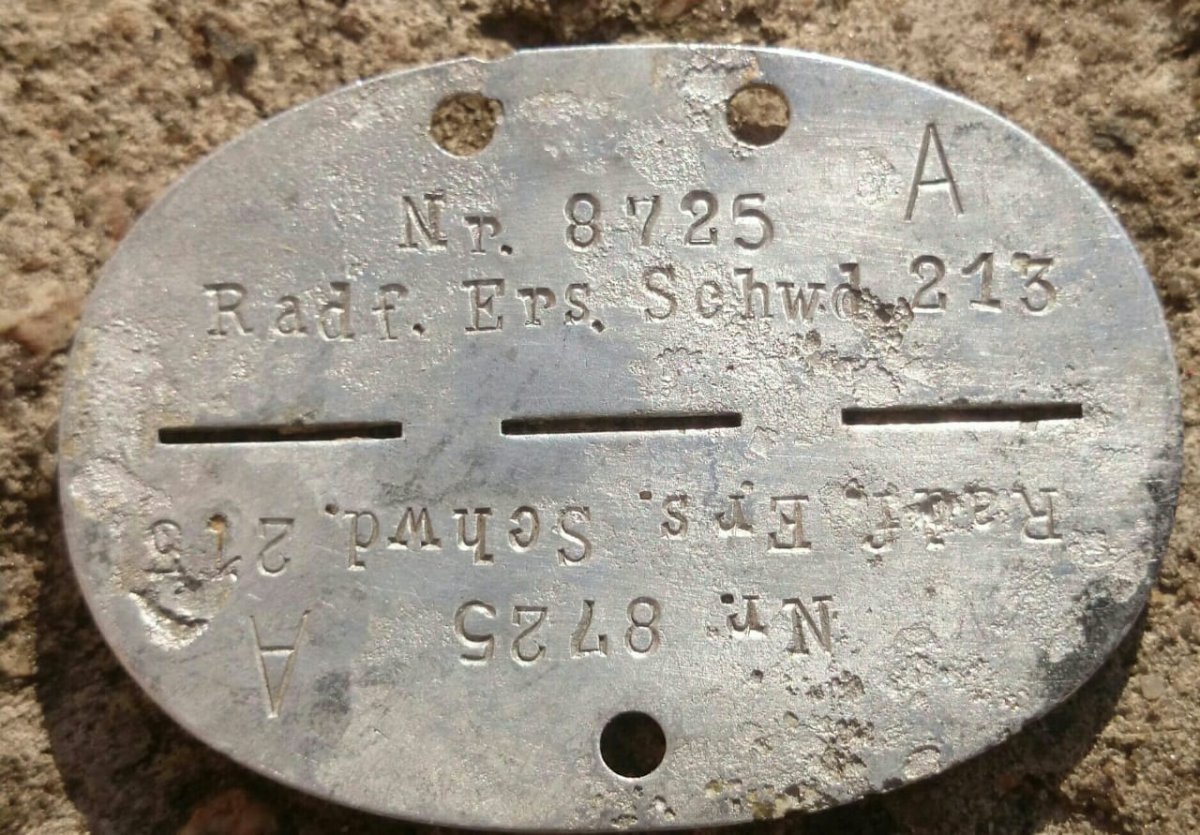 A
Nr. 8725
Radf. Ers. Schwd. 213
Radf. Ers. Schwd. 213
Nr. 8725
A